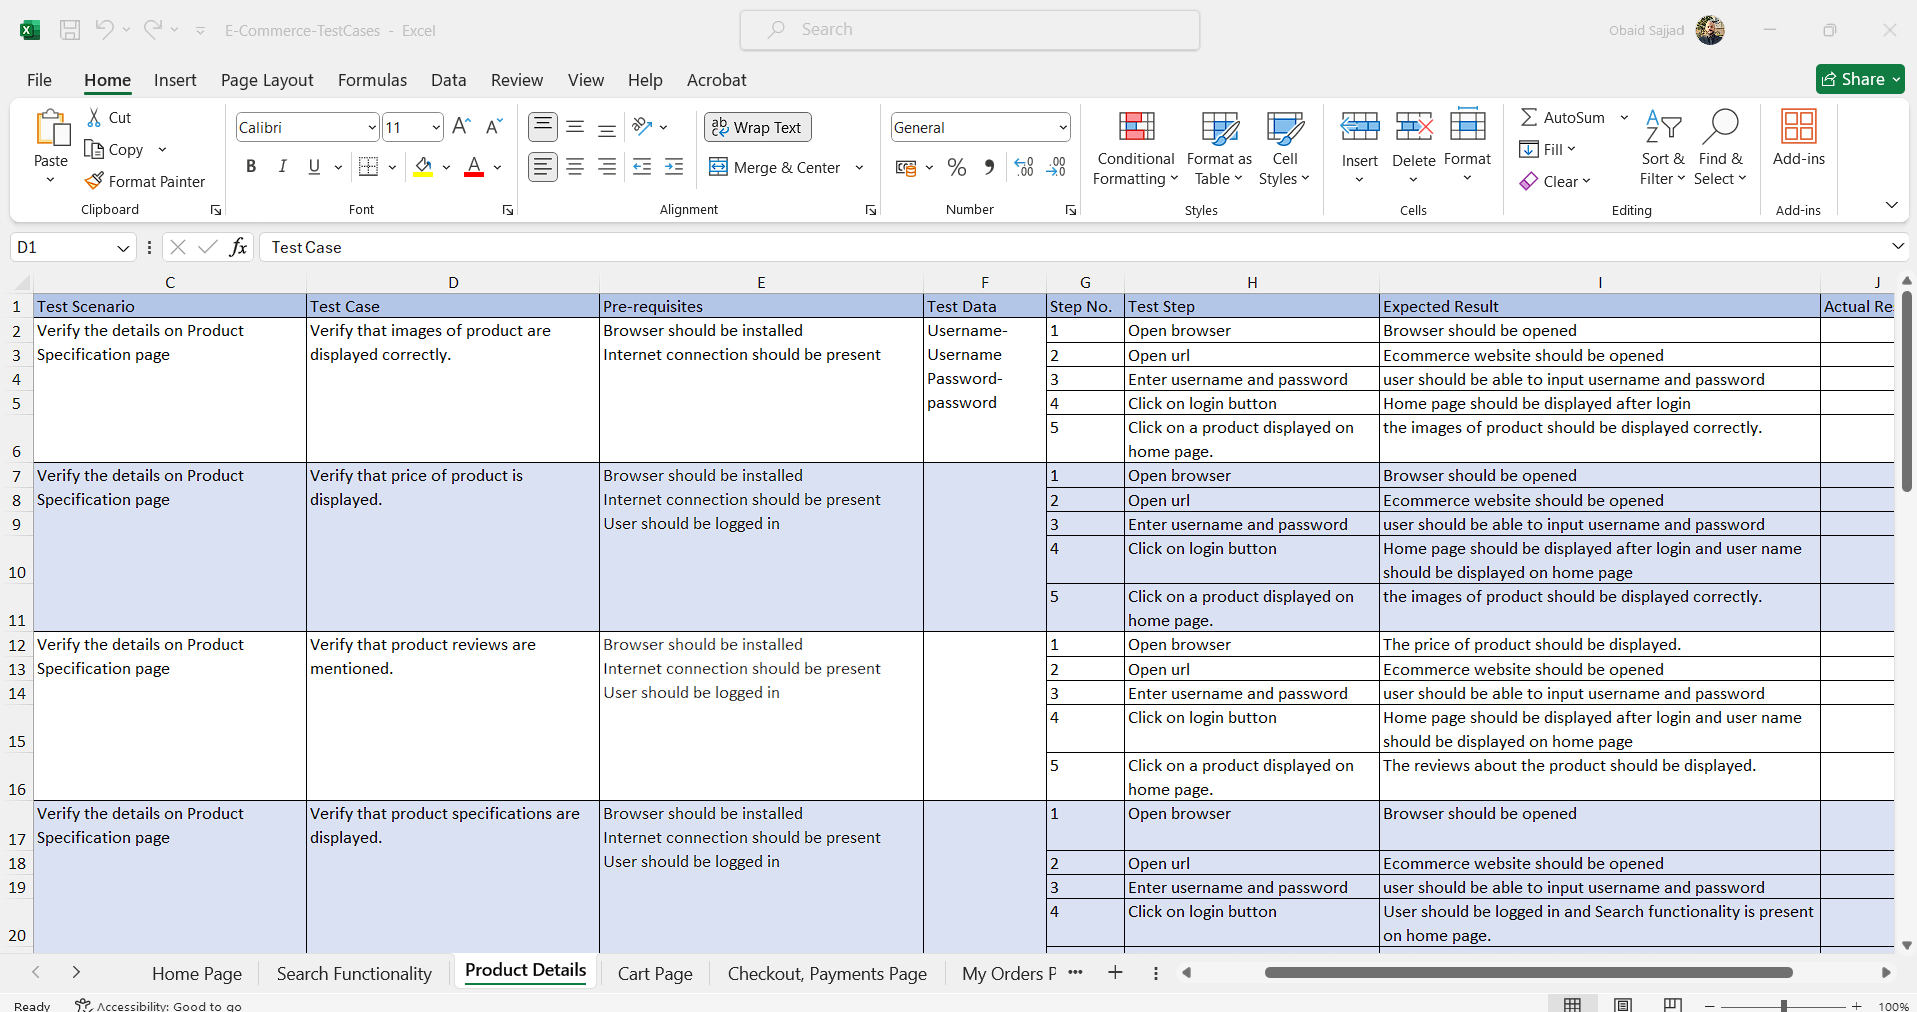 E-Commerce-TestCases - Excel
Search
Obaid Sajjad
File Home Insert Page Layout Formulas Data Review View Help Acrobat
Share
Paste
Cut
Copy
Format Painter
Clipboard
Calibri 11
B I U
Font
Wrap Text
Merge & Center
Alignment
General
Number
Conditional Formatting
Format as Table
Cell Styles
Styles
Insert Delete Format
Cells
AutoSum
Fill
Clear
Sort & Filter
Find & Select
Editing
Add-ins
Add-ins
D1 fx Test Case
C D E F G H I J
1 Test Scenario Test Case Pre-requisites Test Data Step No. Test Step Expected Result Actual Re
2 Verify the details on Product Verify that images of product are Browser should be installed Username- 1 Open browser Browser should be opened
3 Specification page displayed correctly. Internet connection should be present Username 2 Open url Ecommerce website should be opened
4 Password- 3 Enter username and password user should be able to input username and password
5 password 4 Click on login button Home page should be displayed after login
5 Click on a product displayed on the images of product should be displayed correctly.
6 home page.
7 Verify the details on Product Verify that price of product is Browser should be installed 1 Open browser Browser should be opened
8 Specification page displayed. Internet connection should be present 2 Open url Ecommerce website should be opened
9 User should be logged in 3 Enter username and password user should be able to input username and password
4 Click on login button Home page should be displayed after login and user name
10 should be displayed on home page
5 Click on a product displayed on the images of product should be displayed correctly.
11 home page.
12 Verify the details on Product Verify that product reviews are Browser should be installed 1 Open browser The price of product should be displayed.
13 Specification page mentioned. Internet connection should be present 2 Open url Ecommerce website should be opened
14 User should be logged in 3 Enter username and password user should be able to input username and password
4 Click on login button Home page should be displayed after login and user name
15 should be displayed on home page
5 Click on a product displayed on The reviews about the product should be displayed.
16 home page.
Verify the details on Product Verify that product specifications are Browser should be installed 1 Open browser Browser should be opened
17 Specification page displayed. Internet connection should be present
18 User should be logged in 2 Open url Ecommerce website should be opened
19 3 Enter username and password user should be able to input username and password
4 Click on login button User should be logged in and Search functionality is present
20 on home page.
Home Page Search Functionality Product Details Cart Page Checkout, Payments Page My Orders P
Ready Accessibility: Good to go 100%